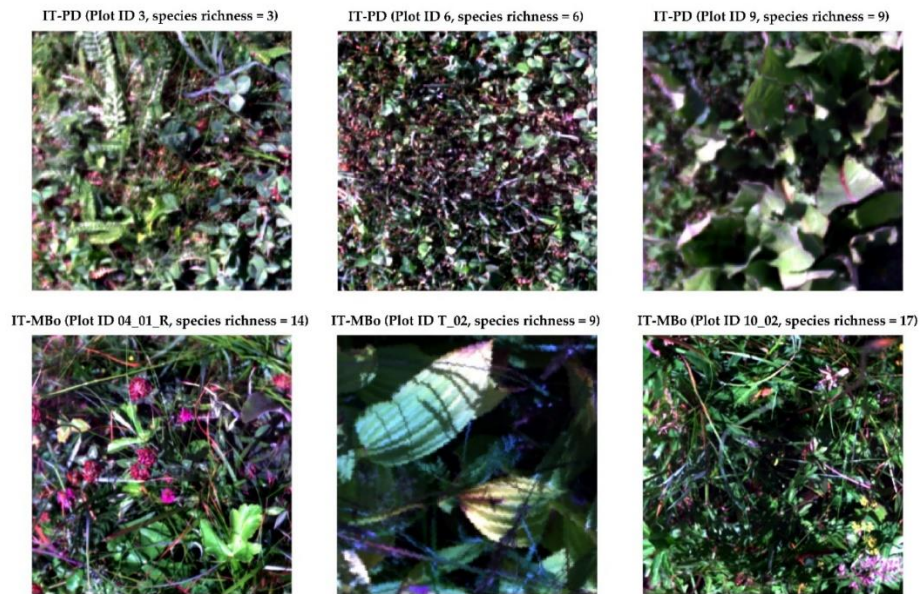 IT-PD (Plot ID 3, species richness = 3)
IT-PD (Plot ID 6, species richness = 6)
IT-PD (Plot ID 9, species richness = 9)
IT-MBo (Plot ID 04_01_R, species richness = 14)
IT-MBo (Plot ID T_02, species richness = 9)
IT-MBo (Plot ID 10_02, species richness = 17)